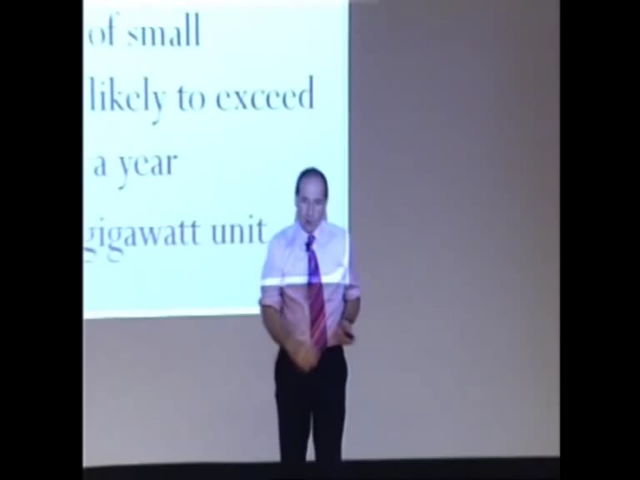 of small
likely to exceed
a year
gigawatt unit